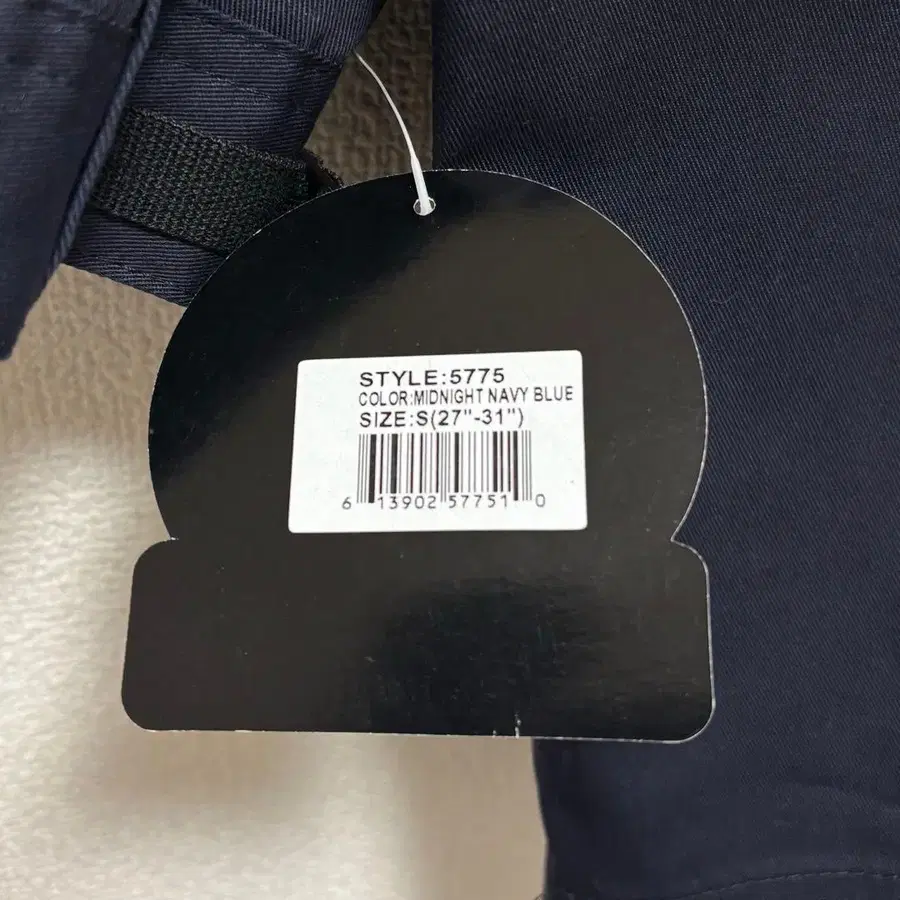 STYLE:5775
COLOR:MIDNIGHT NAVY BLUE
SIZE:S(27"-31")
6 13902 57751 0